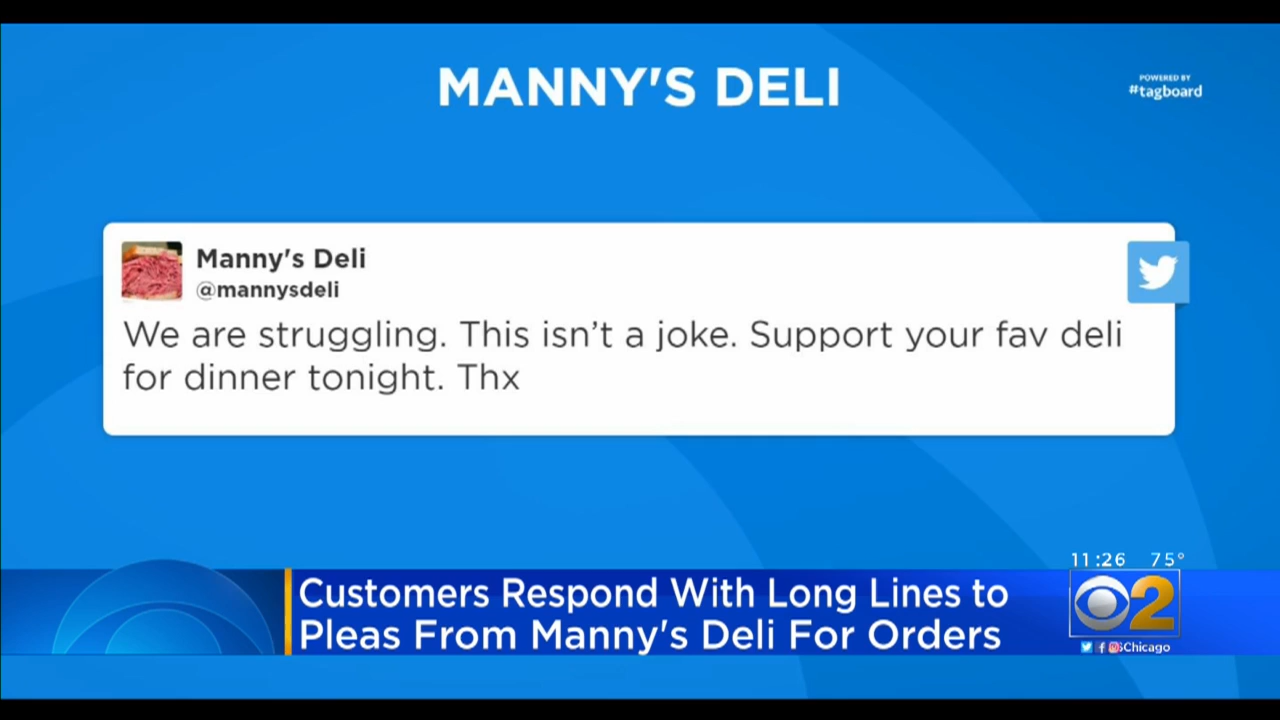 MANNY'S DELI
POWERED BY
#tagboard
Manny's Deli
@mannysdeli
We are struggling. This isn’t a joke. Support your fav deli
for dinner tonight. Thx
11:26 75°
Customers Respond With Long Lines to
Pleas From Manny's Deli For Orders
2
Chicago